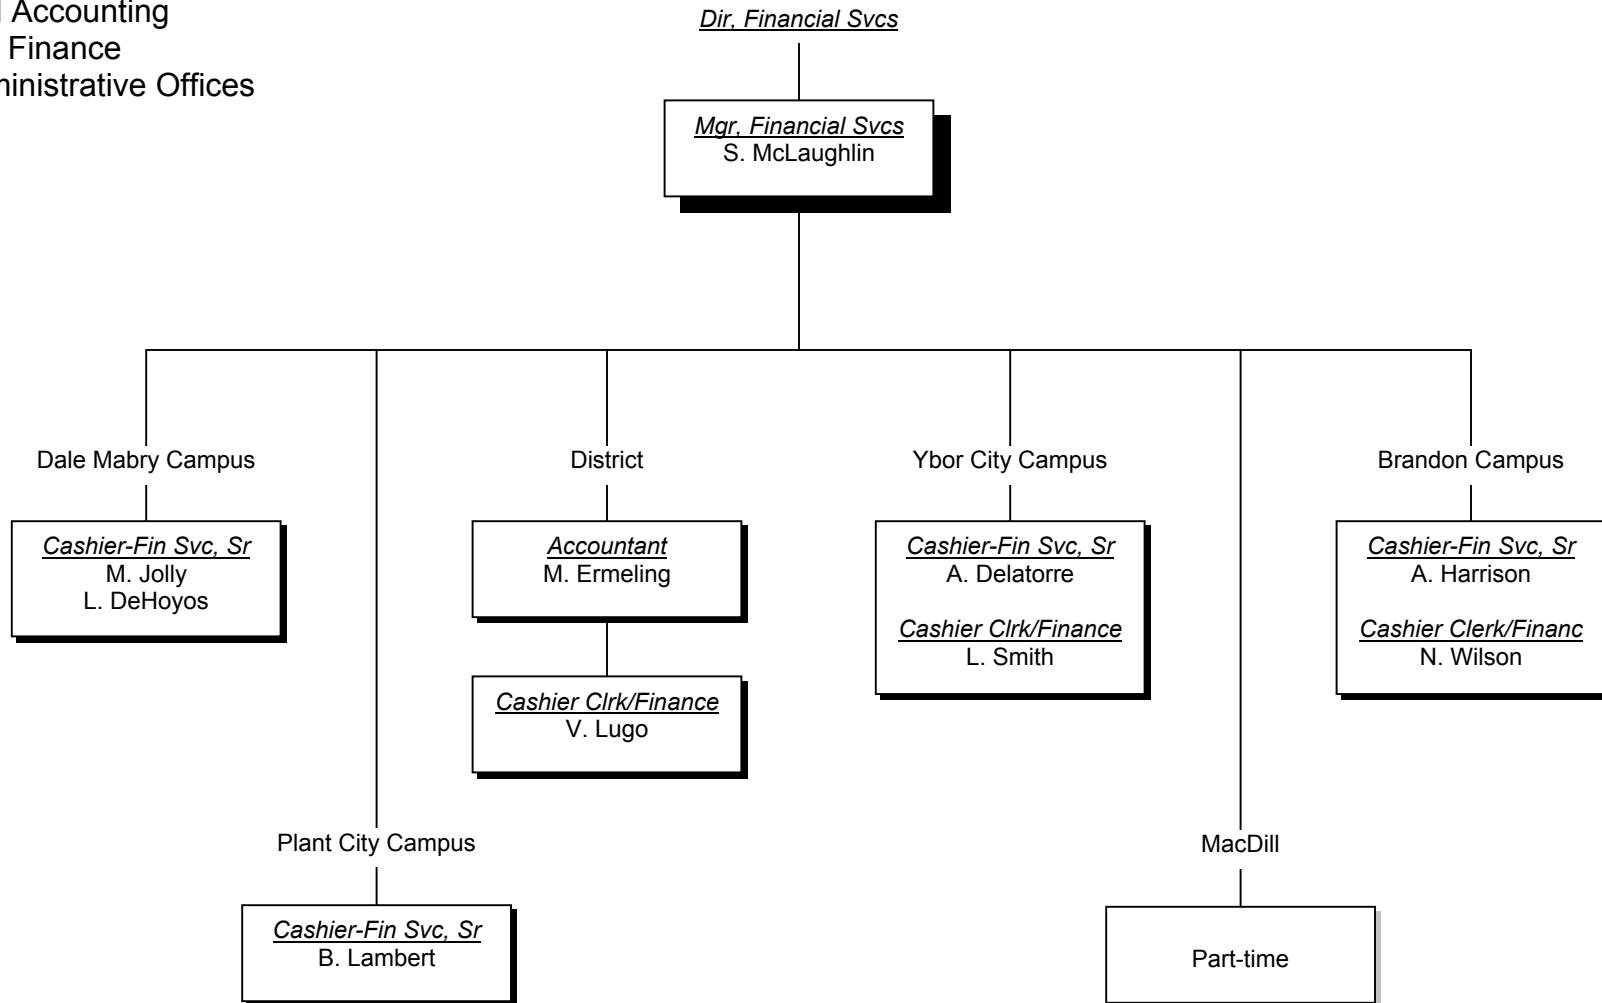 Accounting
Finance
Administrative Offices
Dir, Financial Svcs
Mgr, Financial Svcs
S. McLaughlin
Dale Mabry Campus
Cashier-Fin Svc, Sr
M. Jolly
L. DeHoyos
Plant City Campus
Cashier-Fin Svc, Sr
B. Lambert
District
Accountant
M. Ermeling
Cashier Clrk/Finance
V. Lugo
Ybor City Campus
Cashier-Fin Svc, Sr
A. Delatorre
Cashier Clrk/Finance
L. Smith
MacDill
Part-time
Brandon Campus
Cashier-Fin Svc, Sr
A. Harrison
Cashier Clerk/Financ
N. Wilson